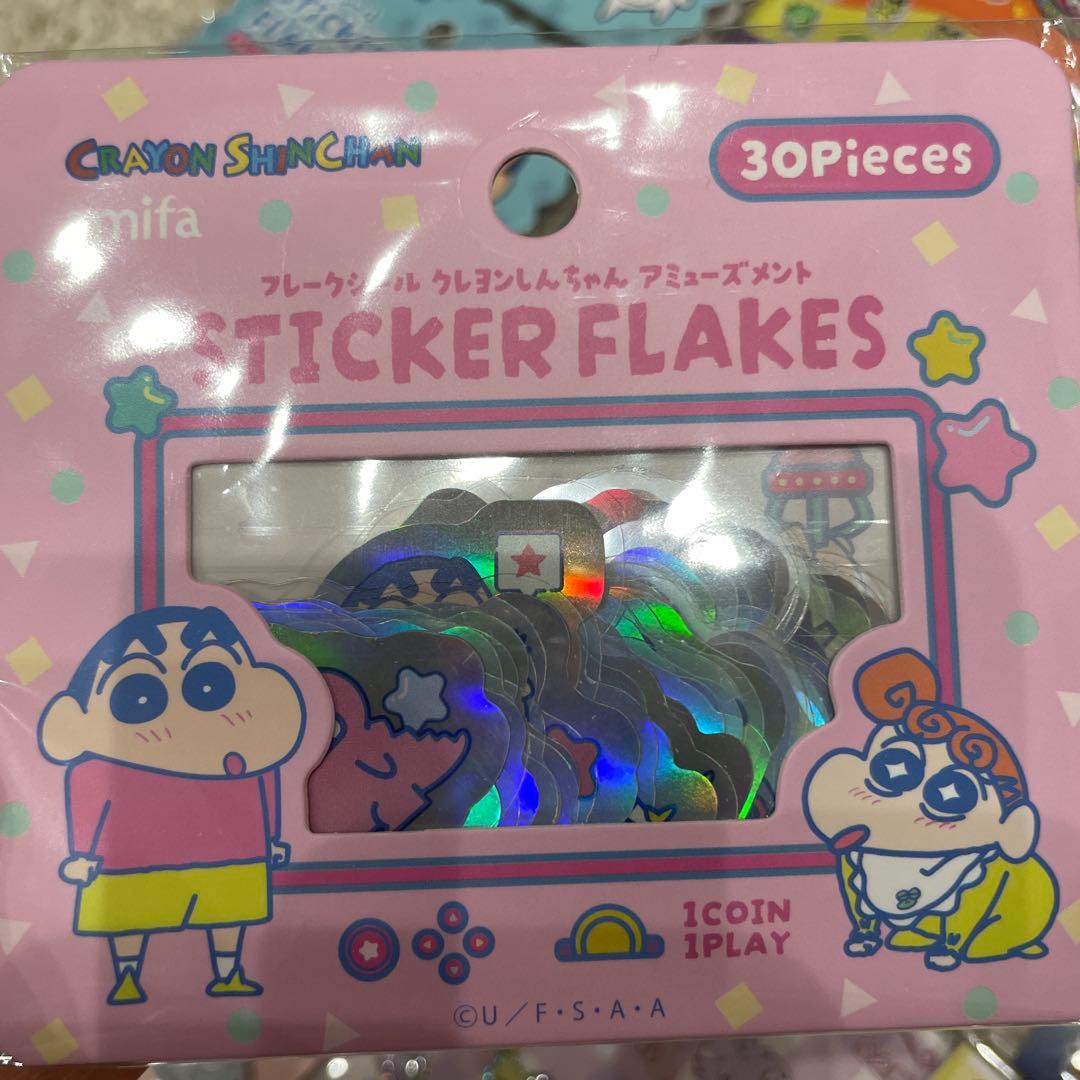 CRAYON SHINCHAN
30Pieces
mifa
フレークシール クレヨンしんちゃん アミューズメント
STICKER FLAKES
1COIN
1PLAY
©U／F・S・A・A